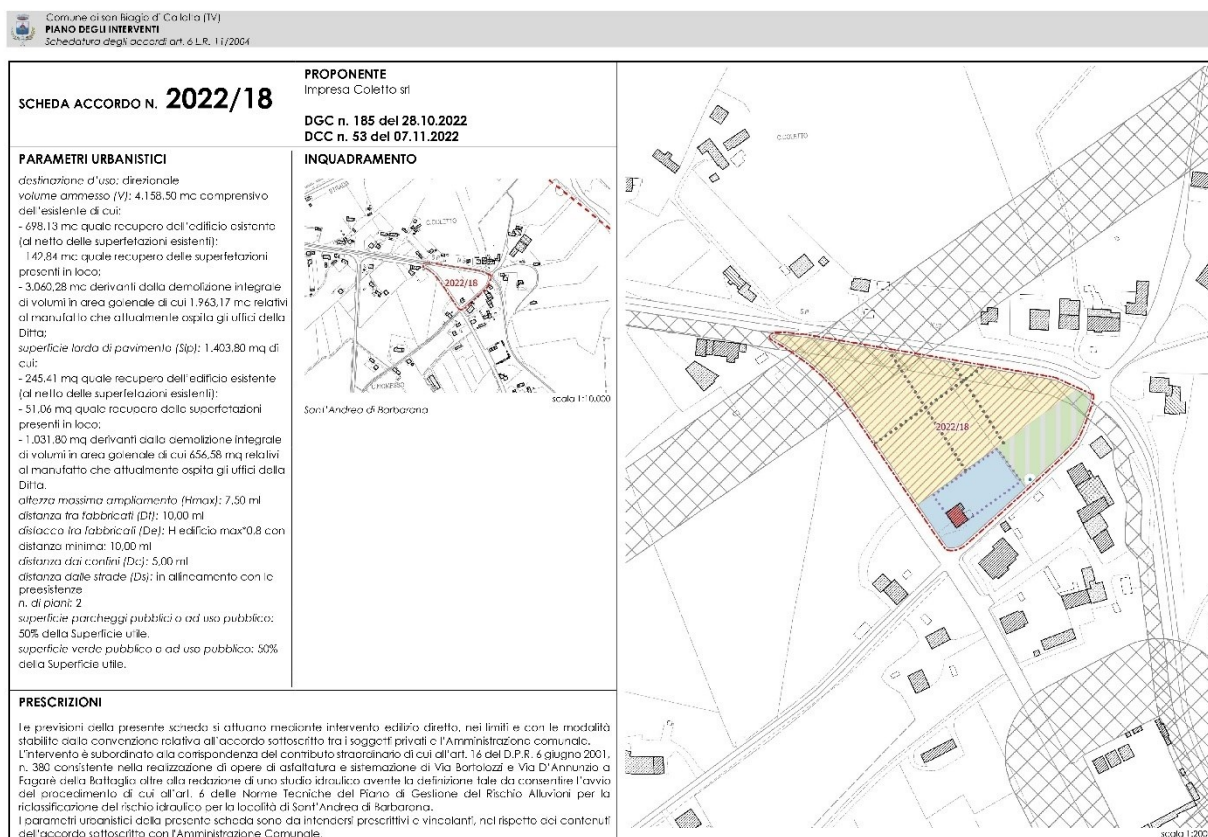 Comune di san Biagio di Callalta (TV)
PIANO DEGLI INTERVENTI
Schedatura degli accordi art. 6 L.R. 11/2004
SCHEDA ACCORDO N. 2022/18
PROPONENTE
Impresa Coletto srl
DGC n. 185 del 28.10.2022
DCC n. 53 del 07.11.2022
PARAMETRI URBANISTICI
destinazione d'uso: direzionale
volume ammesso (V): 4.158,50 mc comprensivo
dell'esistente di cui:
- 698,13 mc quale recupero dell'edificio esistente
(al netto delle superfetazioni esistenti);
- 142,84 mc quale recupero delle superfetazioni
presenti in loco;
- 3.060,28 mc derivanti dalla demolizione integrale
di volumi in area golenale di cui 1.963,17 mc relativi
al manufatto che attualmente ospita gli uffici della
Ditta;
superficie lorda di pavimento (Slp): 1.403,80 mq di
cui:
- 245,41 mq quale recupero dell'edificio esistente
(al netto delle superfetazioni esistenti);
- 51,06 mq quale recupero delle superfetazioni
presenti in loco;
- 1.031,80 mq derivanti dalla demolizione integrale
di volumi in area golenale di cui 656,58 mq relativi
al manufatto che attualmente ospita gli uffici della
Ditta.
altezza massima ampliamento (Hmax): 7,50 ml
distanza tra fabbricati (Dt): 10,00 ml
distacco tra fabbricati (De): H edificio max*0.8 con
distanza minima: 10,00 ml
distanza dai confini (Dc): 5,00 ml
distanza dalle strade (Ds): in allineamento con le
preesistenze
n. di piani: 2
superficie parcheggi pubblici o ad uso pubblico:
50% della Superficie utile.
superficie verde pubblico o ad uso pubblico: 50%
della Superficie utile.
INQUADRAMENTO
C.COLETTO
2022/18
scala 1:10.000
Sant'Andrea di Barbarana
PRESCRIZIONI
Le previsioni della presente scheda si attuano mediante intervento edilizio diretto, nei limiti e con le modalità
stabilite dalla convenzione relativa all'accordo sottoscritto tra i soggetti privati e l'Amministrazione comunale.
L'intervento è subordinato alla corrispondenza del contributo straordinario di cui all'art. 16 del D.P.R. 6 giugno 2001,
n. 380 consistente nella realizzazione di opere di asfaltatura e sistemazione di Via Bortolozzi e Via D'Annunzio a
Fagarè della Battaglia oltre alla redazione di uno studio idraulico avente la definizione tale da consentire l'avvio
del procedimento di cui all'art. 6 delle Norme Tecniche del Piano di Gestione del Rischio Alluvioni per la
riclassificazione del rischio idraulico per la località di Sant'Andrea di Barbarana.
I parametri urbanistici della presente scheda sono da intendersi prescrittivi e vincolanti, nel rispetto dei contenuti
dell'accordo sottoscritto con l'Amministrazione Comunale.
C.COLETTO
2022/18